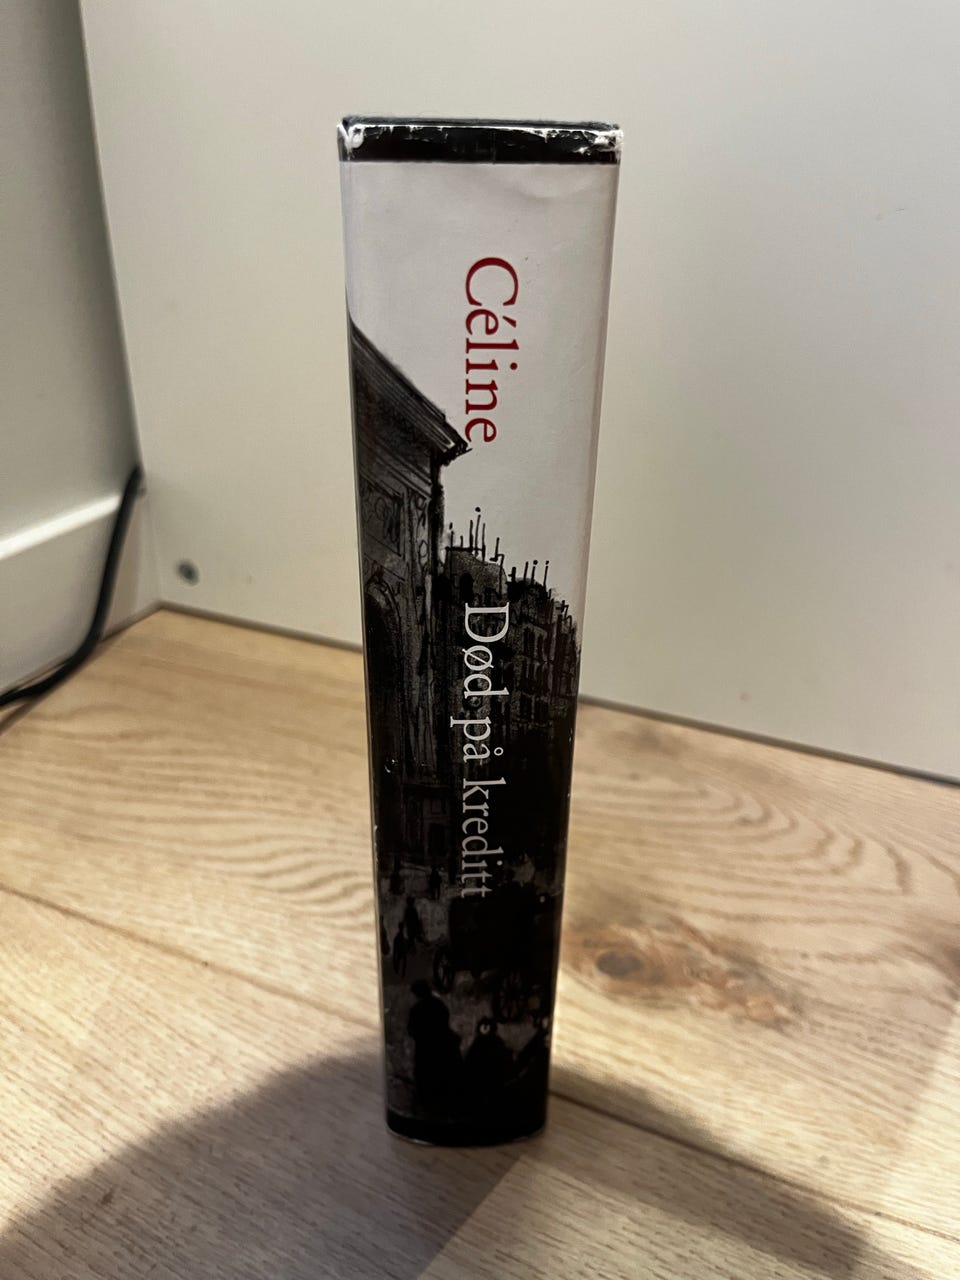 Céline
Død på kreditt